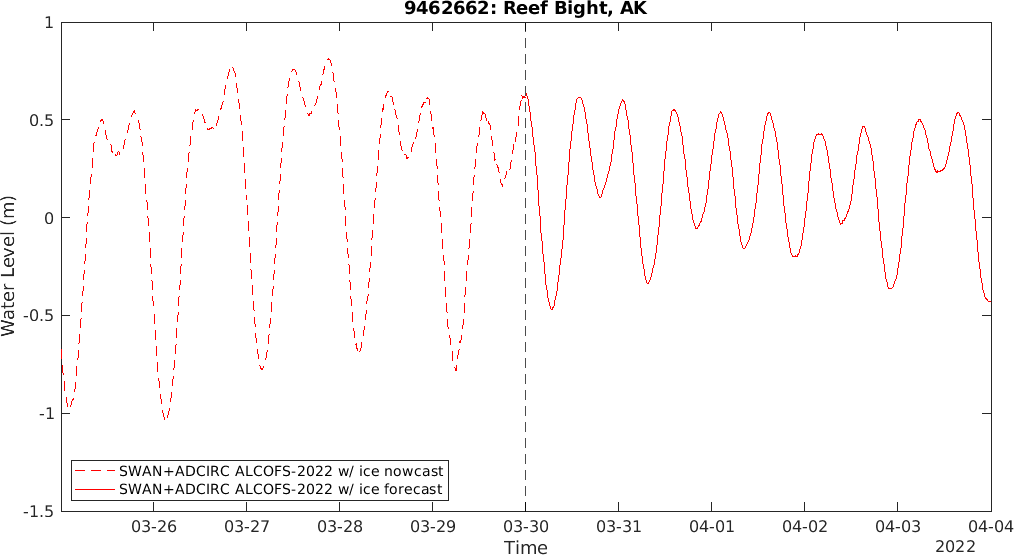 9462662: Reef Bight, AK
Water Level (m)
1
0.5
0
-0.5
-1
-1.5
SWAN+ADCIRC ALCOFS-2022 w/ ice nowcast
SWAN+ADCIRC ALCOFS-2022 w/ ice forecast
03-26 03-27 03-28 03-29 03-30 03-31 04-01 04-02 04-03 04-04
Time
2022